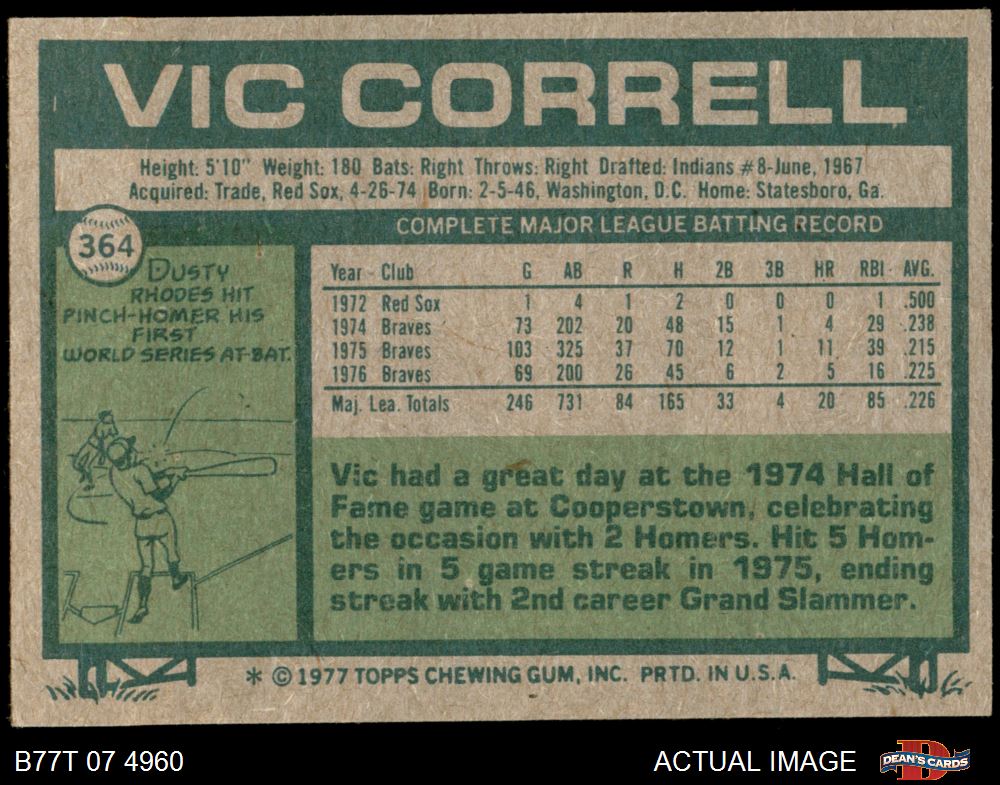 VIC CORRELL
Height: 5'10" Weight: 180 Bats: Right Throws: Right Drafted: Indians #8-June, 1967
Acquired: Trade, Red Sox, 4-26-74 Born: 2-5-46, Washington, D.C. Home: Statesboro, Ga.
364
DUSTY
RHODES HIT
PINCH-HOMER HIS
FIRST
WORLD SERIES AT-BAT.
COMPLETE MAJOR LEAGUE BATTING RECORD
Year Club G AB R H 2B 3B HR RBI AVG.
1972 Red Sox 1 4 1 2 0 0 0 1 .500
1974 Braves 73 202 20 48 15 1 4 29 .238
1975 Braves 103 325 37 70 12 1 11 39 .215
1976 Braves 69 200 26 45 6 2 5 16 .225
Maj. Lea. Totals 246 731 84 165 33 4 20 85 .226
Vic had a great day at the 1974 Hall of
Fame game at Cooperstown, celebrating
the occasion with 2 Homers. Hit 5 Hom-
ers in 5 game streak in 1975, ending
streak with 2nd career Grand Slammer.
* © 1977 TOPPS CHEWING GUM, INC. PRTD. IN U.S.A.
B77T 07 4960
ACTUAL IMAGE
DEAN'S CARDS